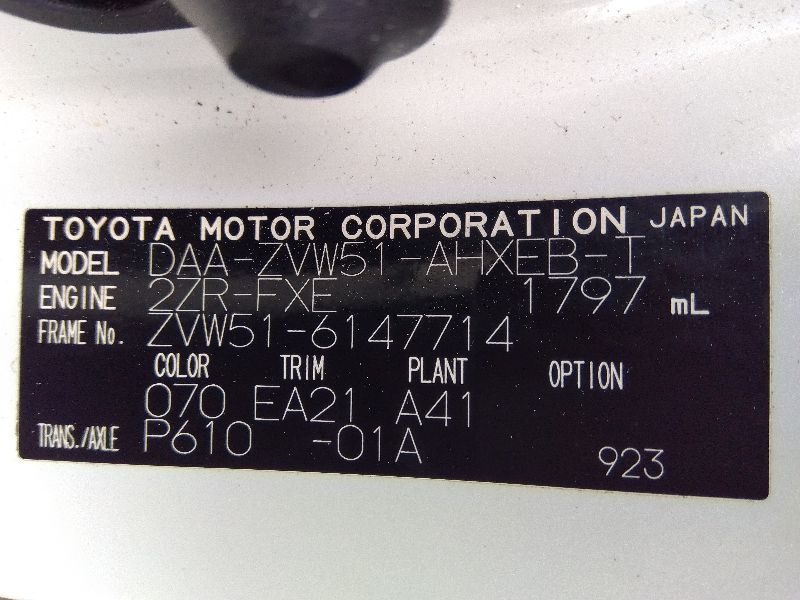 TOYOTA MOTOR CORPORATION JAPAN
MODEL DAA-ZVW51-AHXEB-T
ENGINE 2ZR-FXE 1797 mL
FRAME No. ZVW51-6147714
COLOR TRIM PLANT OPTION
070 EA21 A41
TRANS./AXLE P610 -01A
923